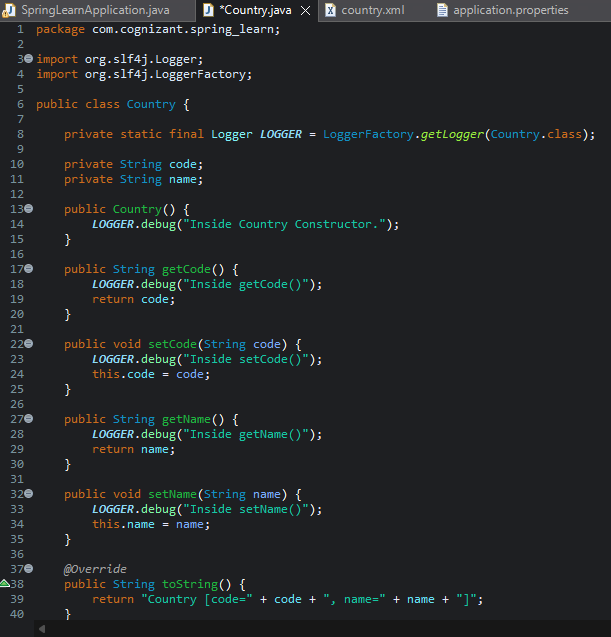 SpringLearnApplication.java
*Country.java
country.xml
application.properties
1 package com.cognizant.spring_learn;
2
3 import org.slf4j.Logger;
4 import org.slf4j.LoggerFactory;
5
6 public class Country {
7
8     private static final Logger LOGGER = LoggerFactory.getLogger(Country.class);
9
10     private String code;
11     private String name;
12
13     public Country() {
14         LOGGER.debug("Inside Country Constructor.");
15     }
16
17     public String getCode() {
18         LOGGER.debug("Inside getCode()");
19         return code;
20     }
21
22     public void setCode(String code) {
23         LOGGER.debug("Inside setCode()");
24         this.code = code;
25     }
26
27     public String getName() {
28         LOGGER.debug("Inside getName()");
29         return name;
30     }
31
32     public void setName(String name) {
33         LOGGER.debug("Inside setName()");
34         this.name = name;
35     }
36
37     @Override
38     public String toString() {
39         return "Country [code=" + code + ", name=" + name + "]";
40     }